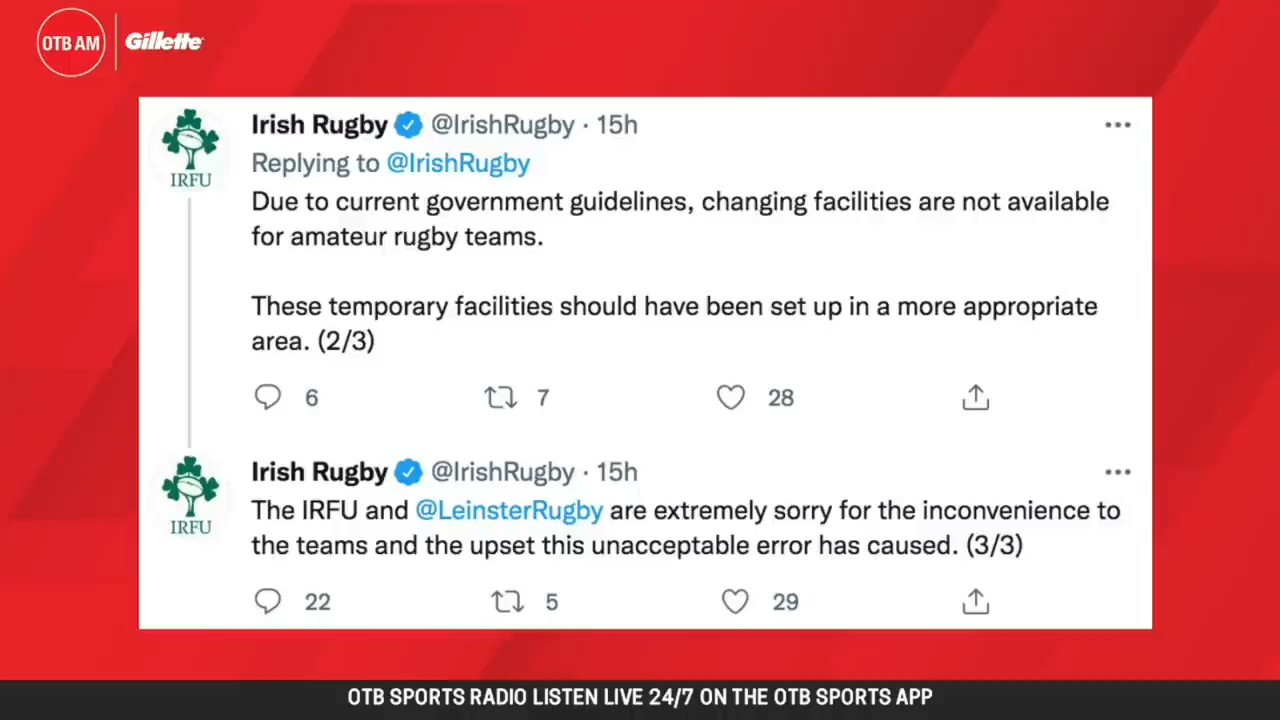 OTB AM
Gillette
Irish Rugby @IrishRugby · 15h
Replying to @IrishRugby
Due to current government guidelines, changing facilities are not available
for amateur rugby teams.
These temporary facilities should have been set up in a more appropriate
area. (2/3)
6 7 28
IRFU
Irish Rugby @IrishRugby · 15h
The IRFU and @LeinsterRugby are extremely sorry for the inconvenience to
the teams and the upset this unacceptable error has caused. (3/3)
22 5 29
IRFU
OTB SPORTS RADIO LISTEN LIVE 24/7 ON THE OTB SPORTS APP